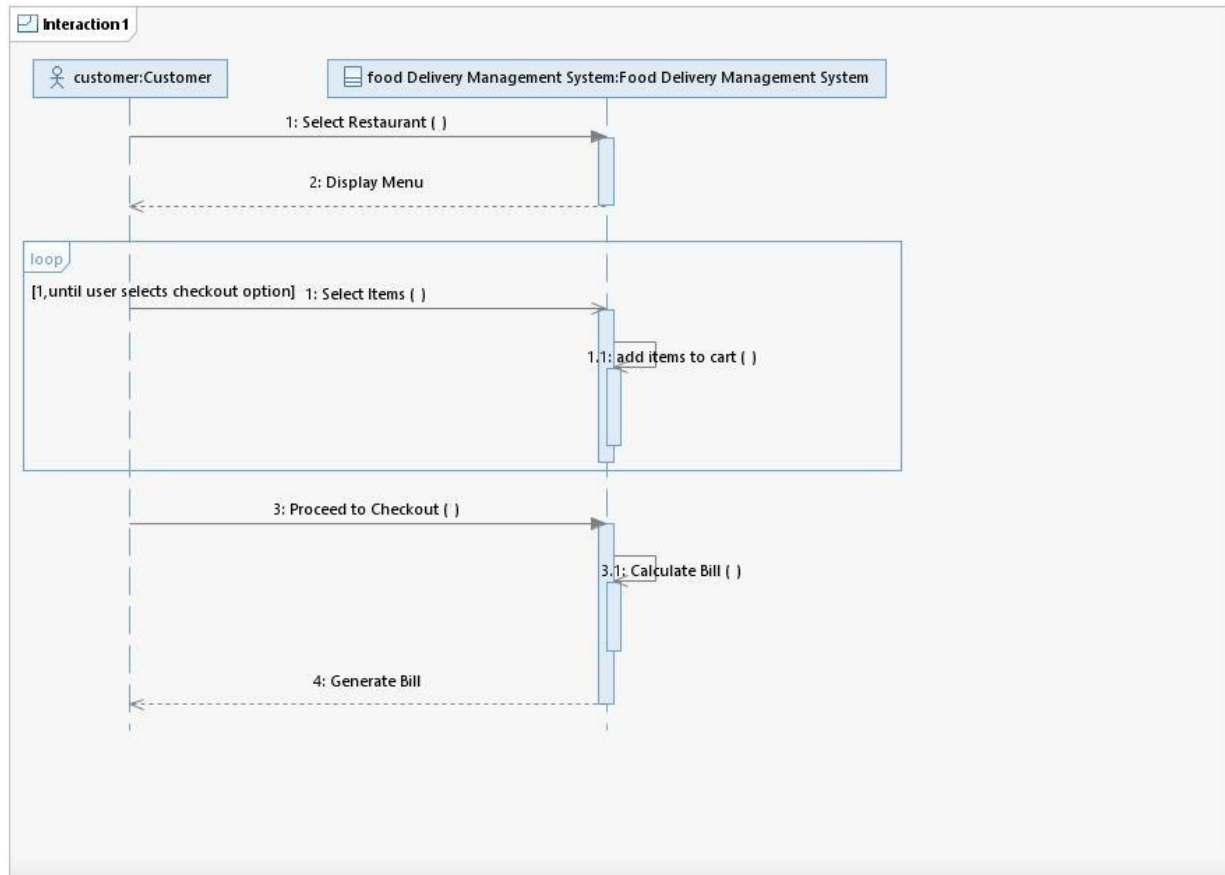 Interaction1
customer:Customer
food Delivery Management System:Food Delivery Management System
1: Select Restaurant ( )
2: Display Menu
loop
[1,until user selects checkout option]
1: Select Items ( )
1.1: add items to cart ( )
3: Proceed to Checkout ( )
3.1: Calculate Bill ( )
4: Generate Bill